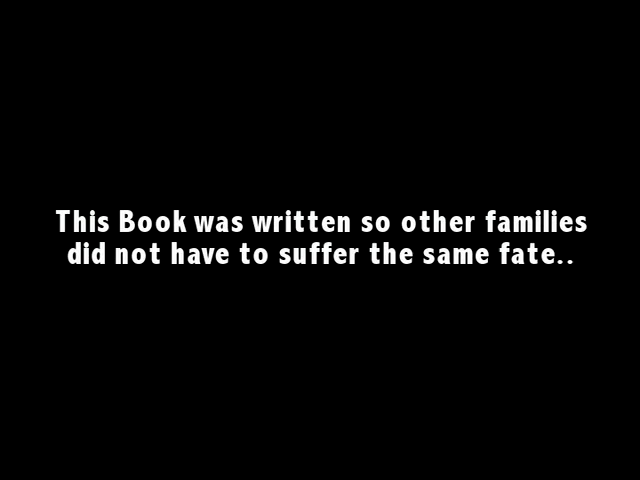 This Book was written so other families
did not have to suffer the same fate..